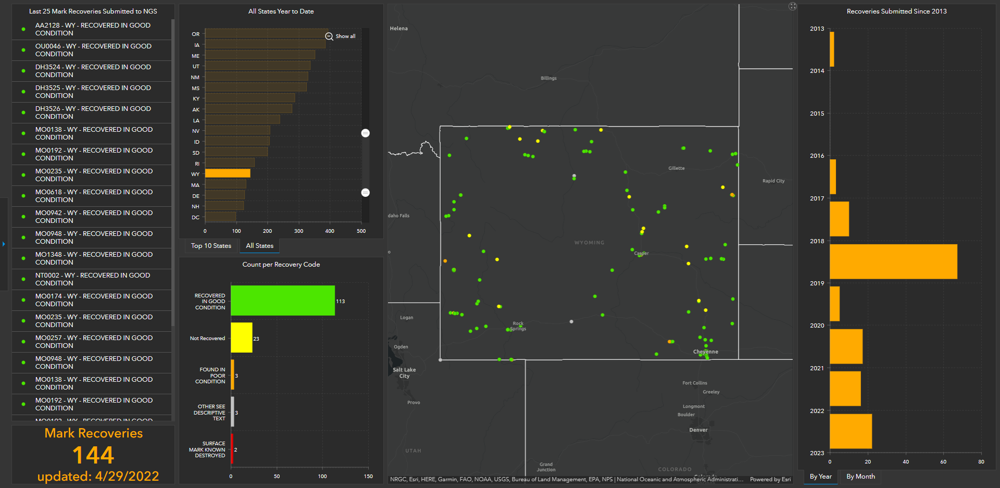 Last 25 Mark Recoveries Submitted to NGS
AA2128 - WY - RECOVERED IN GOOD
CONDITION
OU0046 - WY - RECOVERED IN GOOD
CONDITION
DH3524 - WY - RECOVERED IN GOOD
CONDITION
DH3525 - WY - RECOVERED IN GOOD
CONDITION
DH3526 - WY - RECOVERED IN GOOD
CONDITION
MO0138 - WY - RECOVERED IN GOOD
CONDITION
MO0192 - WY - RECOVERED IN GOOD
CONDITION
MO0235 - WY - RECOVERED IN GOOD
CONDITION
MO0618 - WY - RECOVERED IN GOOD
CONDITION
MO0942 - WY - RECOVERED IN GOOD
CONDITION
MO0948 - WY - RECOVERED IN GOOD
CONDITION
MO1348 - WY - RECOVERED IN GOOD
CONDITION
NT0002 - WY - RECOVERED IN GOOD
CONDITION
MO0174 - WY - RECOVERED IN GOOD
CONDITION
MO0235 - WY - RECOVERED IN GOOD
CONDITION
MO0257 - WY - RECOVERED IN GOOD
CONDITION
MO0948 - WY - RECOVERED IN GOOD
CONDITION
MO0138 - WY - RECOVERED IN GOOD
CONDITION
MO0192 - WY - RECOVERED IN GOOD
CONDITION
Mark Recoveries
144
updated: 4/29/2022
All States Year to Date
Show all
OR
IA
ME
UT
NM
MS
KY
AK
LA
NV
ID
SD
RI
WY
MA
DE
NH
DC
0 100 200 300 400 500
Top 10 States
All States
Count per Recovery Code
RECOVERED
IN GOOD
CONDITION
113
Not Recovered
23
FOUND IN
POOR
CONDITION
3
OTHER SEE
DESCRIPTIVE
TEXT
3
SURFACE
MARK KNOWN
DESTROYED
2
0 50 100 150
Helena
Billings
Gillette
Rapid City
daho Falls
WYOMING
Casper
o
Logan
Rock
Springs
Ogden
Cheyenne
Salt Lake
City
Fort Collins
Greeley
Provo
Longmont
Boulder
Denver
UTAH
Grand
Junction
COLORADO
NRGC, Esri, HERE, Garmin, FAO, NOAA, USGS, Bureau of Land Management, EPA, NPS | National Oceanic and Atmospheric Administrati...
Powered by Esri
Recoveries Submitted Since 2013
2013
2014
2015
2016
2017
2018
2019
2020
2021
2022
2023
0 20 40 60 80
By Year
By Month